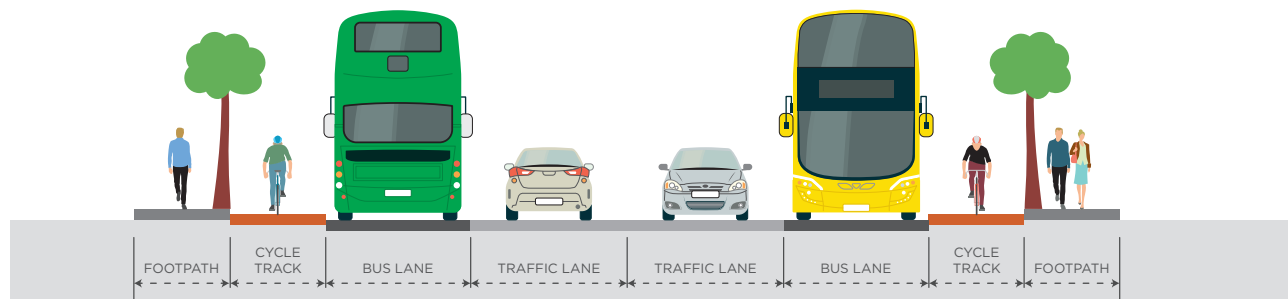 FOOTPATH
CYCLE
TRACK
BUS LANE
TRAFFIC LANE
TRAFFIC LANE
BUS LANE
CYCLE
TRACK
FOOTPATH